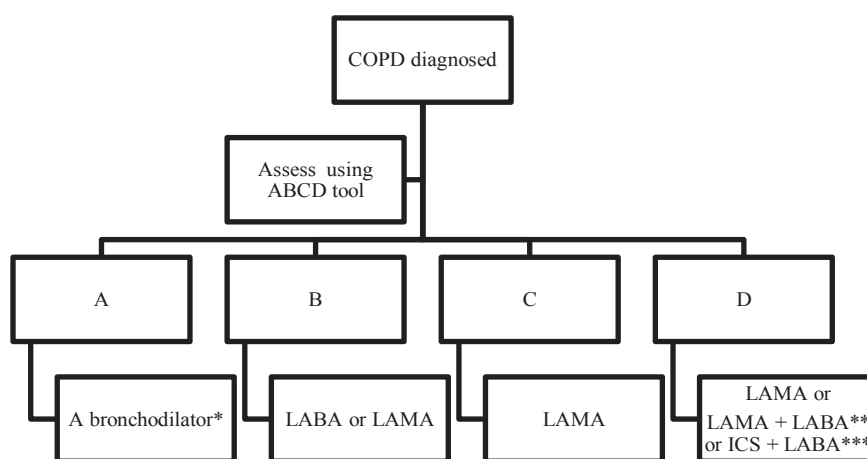 COPD diagnosed
Assess using
ABCD tool
A
B
C
D
A bronchodilator*
LABA or LAMA
LAMA
LAMA or
LAMA + LABA**
or ICS + LABA***